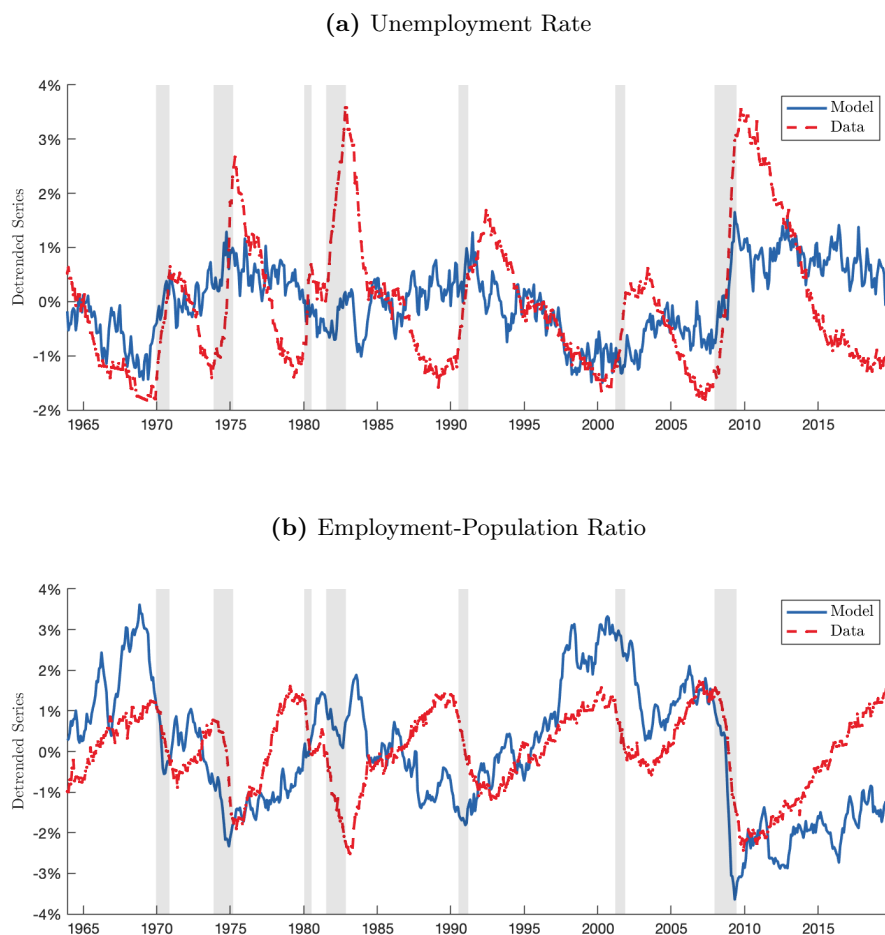 (a) Unemployment Rate
4%
3%
2%
1%
0%
-1%
-2%
Detrended Series
Model
Data
1965 1970 1975 1980 1985 1990 1995 2000 2005 2010 2015
(b) Employment-Population Ratio
4%
3%
2%
1%
0%
-1%
-2%
-3%
-4%
Detrended Series
Model
Data
1965 1970 1975 1980 1985 1990 1995 2000 2005 2010 2015